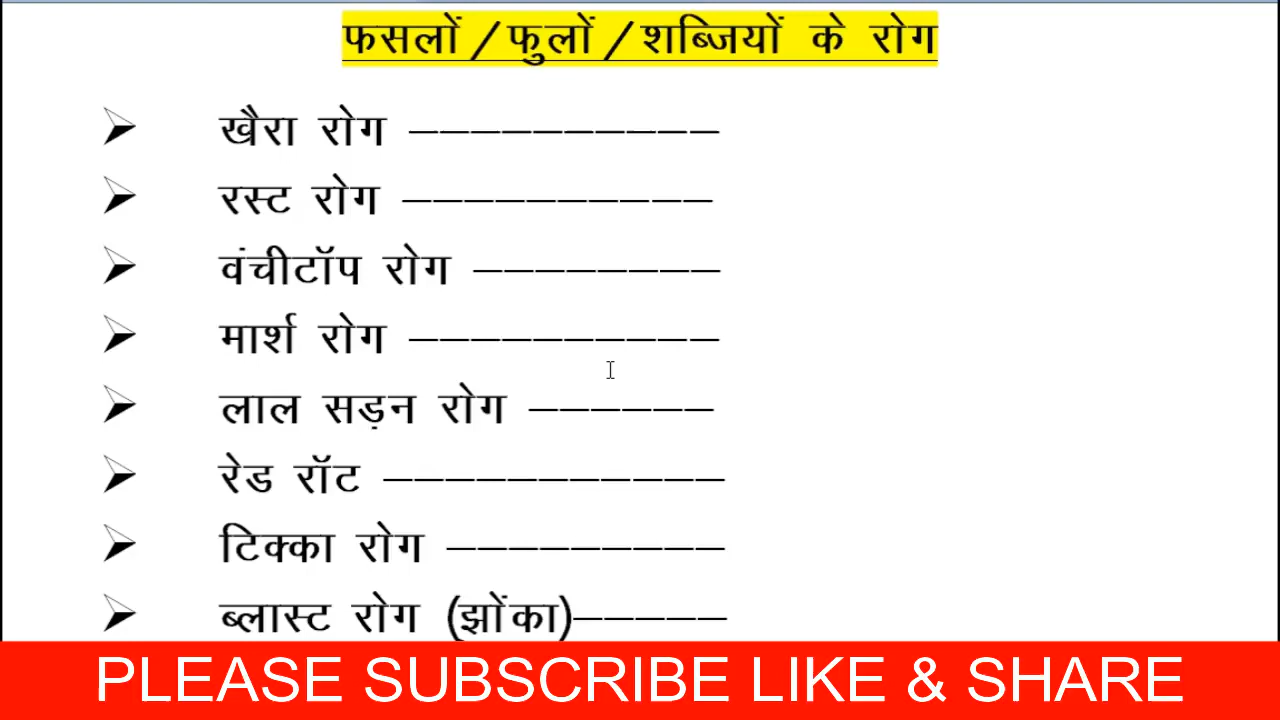 फसलों/फुलों/शब्जियों के रोग
➢ खैरा रोग ----------
➢ रस्ट रोग ----------
➢ वंचीटॉप रोग --------
➢ मार्श रोग ----------
➢ लाल सड़न रोग ------
➢ रेड रॉट -----------
➢ टिक्का रोग ---------
➢ ब्लास्ट रोग (झोंका)-----
PLEASE SUBSCRIBE LIKE & SHARE